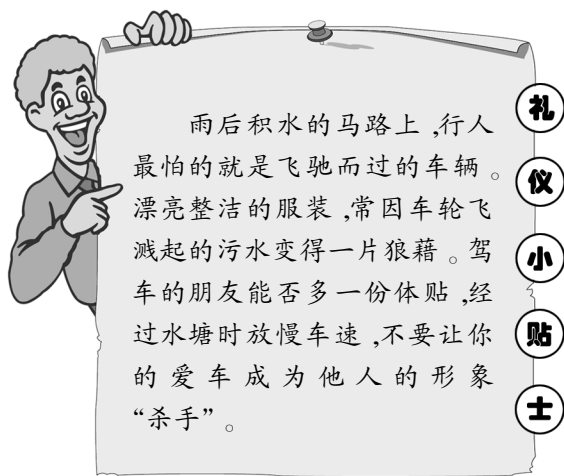 雨后积水的马路上,行人
最怕的就是飞驰而过的车辆。
漂亮整洁的服装,常因车轮飞
溅起的污水变得一片狼藉。驾
车的朋友能否多一份体贴,经
过水塘时放慢车速,不要让你
的爱车成为他人的形象
“杀手”。
礼
仪
小
贴
士